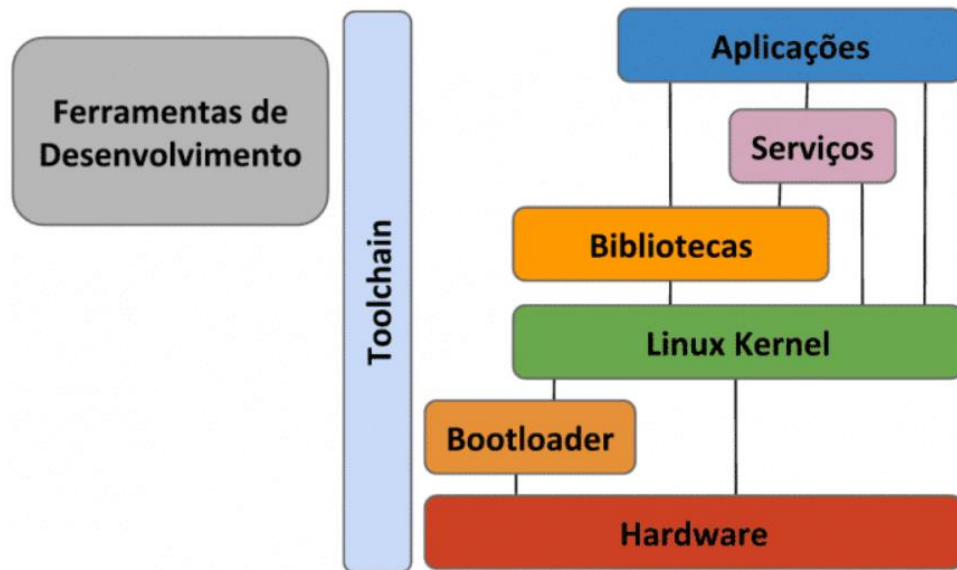 Ferramentas de
Desenvolvimento
Toolchain
Aplicações
Serviços
Bibliotecas
Linux Kernel
Bootloader
Hardware